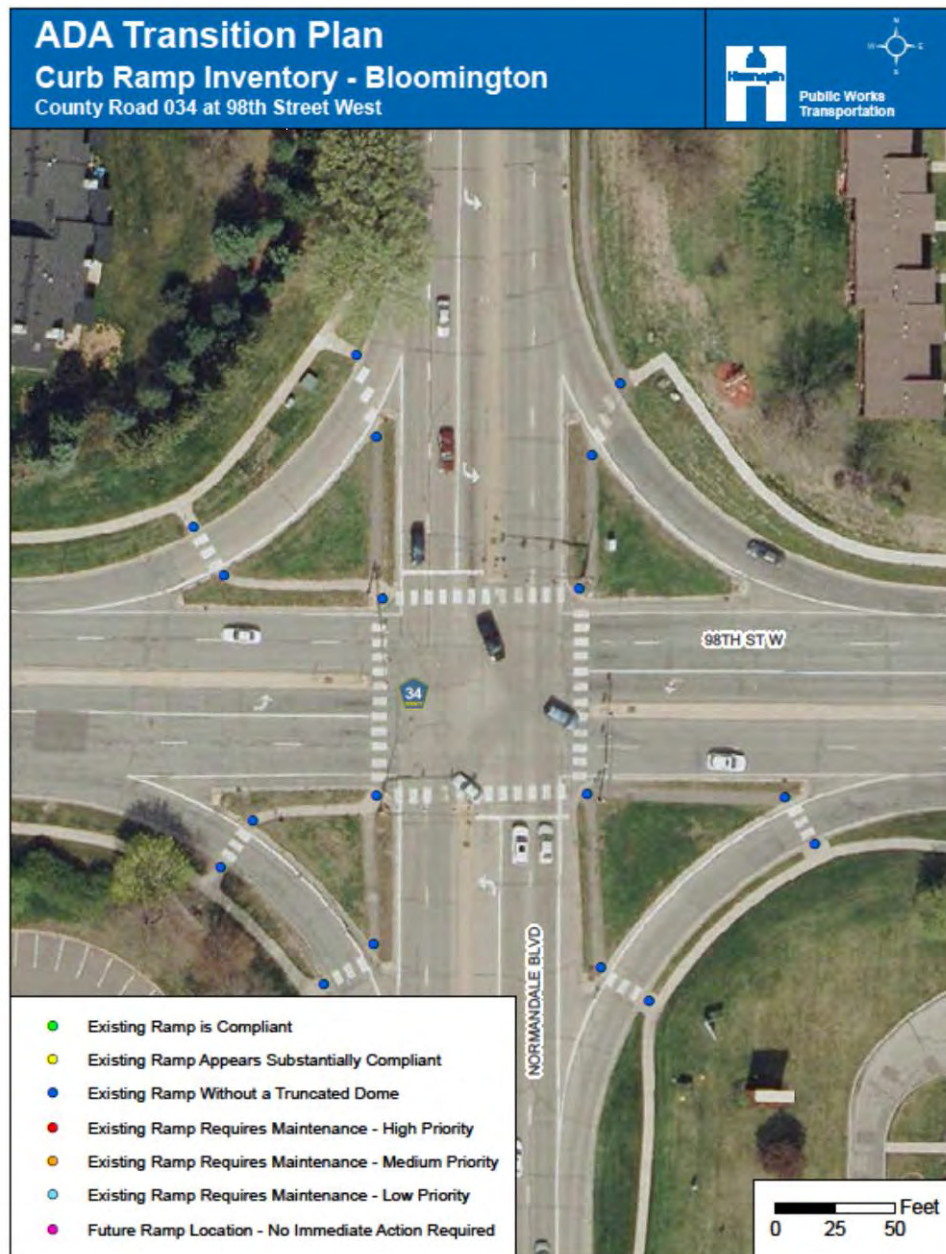 ADA Transition Plan
Curb Ramp Inventory - Bloomington
County Road 034 at 98th Street West
Hennepin
Public Works
Transportation
N
W
E
S
98TH ST W
34
NORMANDALE BLVD
Existing Ramp is Compliant
Existing Ramp Appears Substantially Compliant
Existing Ramp Without a Truncated Dome
Existing Ramp Requires Maintenance - High Priority
Existing Ramp Requires Maintenance - Medium Priority
Existing Ramp Requires Maintenance - Low Priority
Future Ramp Location - No Immediate Action Required
Feet
0 25 50